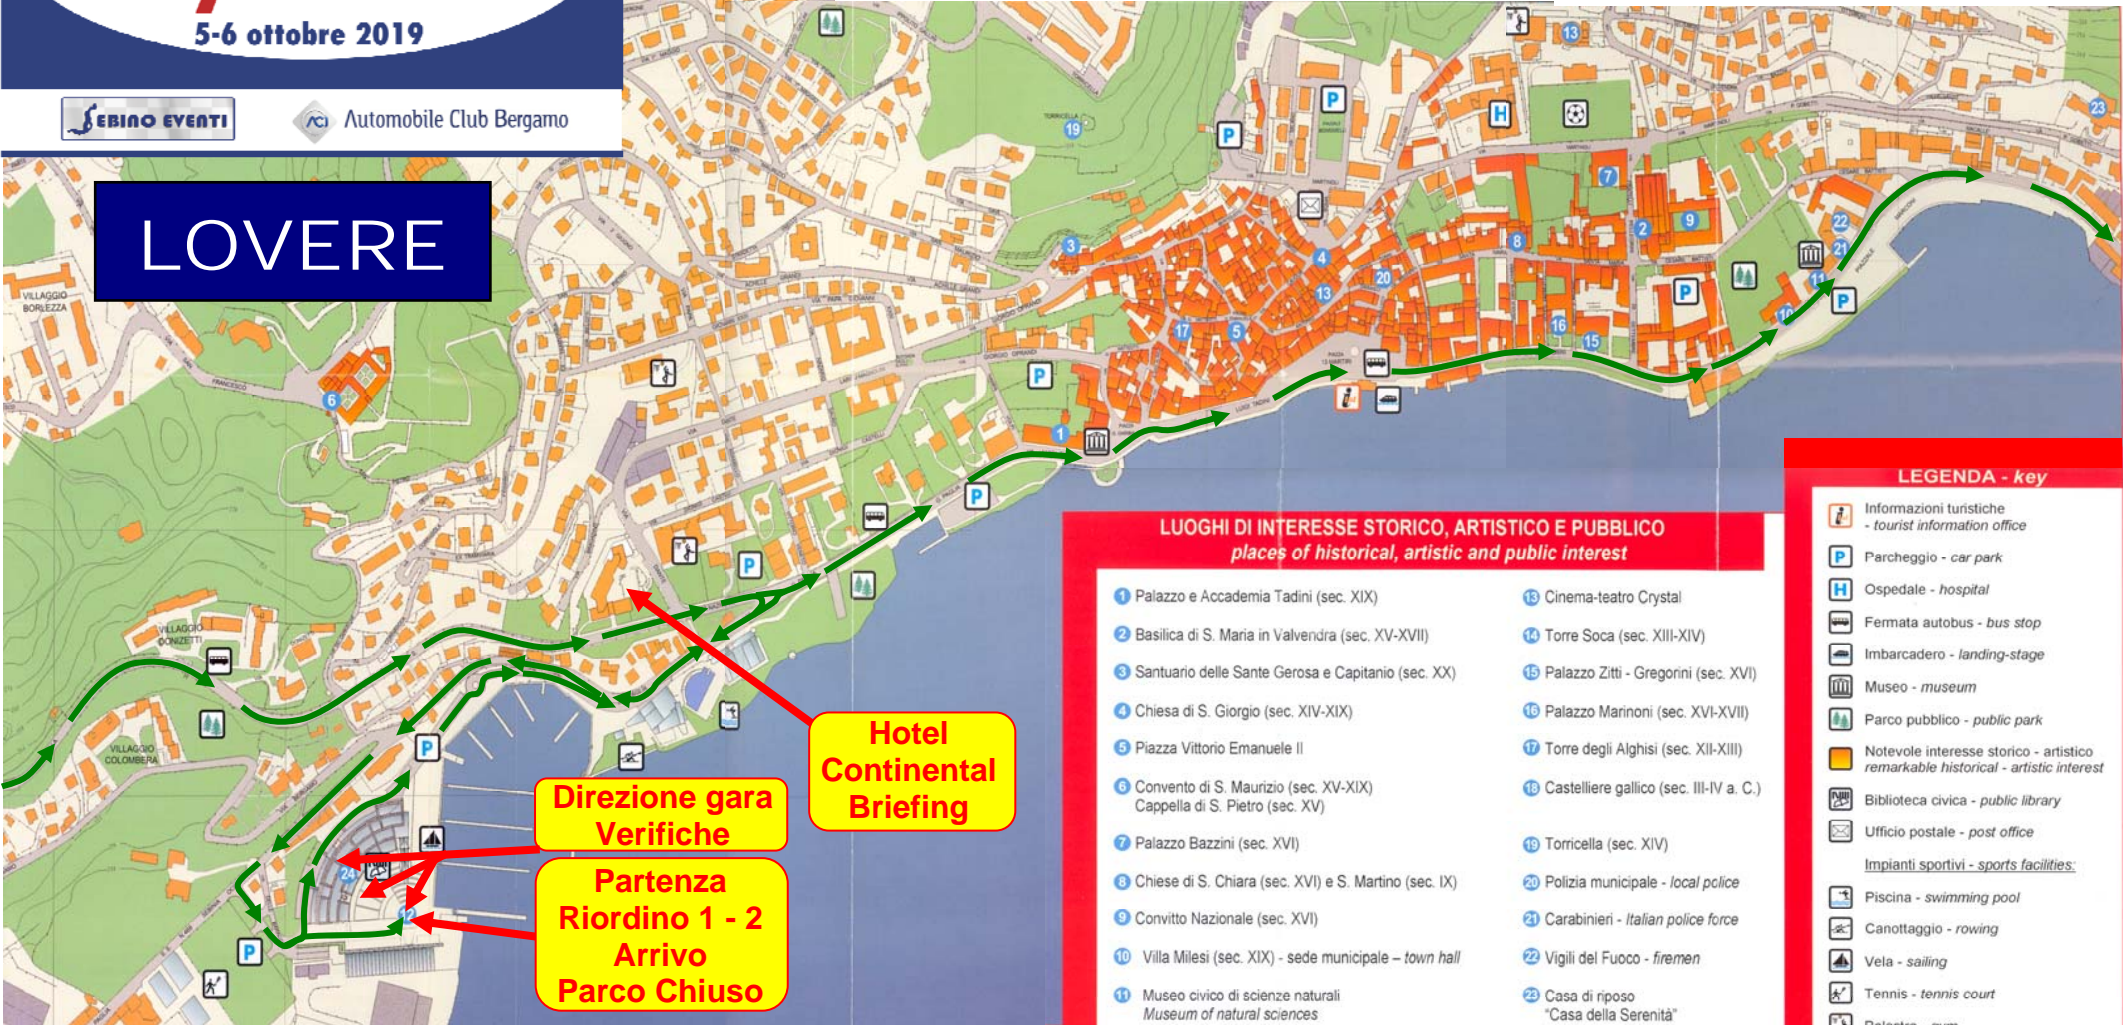 5-6 ottobre 2019
SEBINO EVENTI
ACI
Automobile Club Bergamo
LOVERE
VILLAGGIO
BORLEZZA
VILLAGGIO
DONIZETTI
VILLAGGIO
COLOMBERA
TORRICELLA
FRANCESCO
GIORGIO OPRANDI
LUIGI TADINI
Hotel
Continental
Briefing
Direzione gara
Verifiche
Partenza
Riordino 1 - 2
Arrivo
Parco Chiuso
LUOGHI DI INTERESSE STORICO, ARTISTICO E PUBBLICO
places of historical, artistic and public interest
1 Palazzo e Accademia Tadini (sec. XIX)
2 Basilica di S. Maria in Valvendra (sec. XV-XVII)
3 Santuario delle Sante Gerosa e Capitanio (sec. XX)
4 Chiesa di S. Giorgio (sec. XIV-XIX)
5 Piazza Vittorio Emanuele II
6 Convento di S. Maurizio (sec. XV-XIX)
Cappella di S. Pietro (sec. XV)
7 Palazzo Bazzini (sec. XVI)
8 Chiese di S. Chiara (sec. XVI) e S. Martino (sec. IX)
9 Convitto Nazionale (sec. XVI)
10 Villa Milesi (sec. XIX) - sede municipale – town hall
11 Museo civico di scienze naturali
Museum of natural sciences
13 Cinema-teatro Crystal
14 Torre Soca (sec. XIII-XIV)
15 Palazzo Zitti - Gregorini (sec. XVI)
16 Palazzo Marinoni (sec. XVI-XVII)
17 Torre degli Alghisi (sec. XII-XIII)
18 Castelliere gallico (sec. III-IV a. C.)
19 Torricella (sec. XIV)
20 Polizia municipale - local police
21 Carabinieri - Italian police force
22 Vigili del Fuoco - firemen
23 Casa di riposo
"Casa della Serenità"
LEGENDA - key
Informazioni turistiche
- tourist information office
P Parcheggio - car park
H Ospedale - hospital
Fermata autobus - bus stop
Imbarcadero - landing-stage
Museo - museum
Parco pubblico - public park
Notevole interesse storico - artistico
remarkable historical - artistic interest
Biblioteca civica - public library
Ufficio postale - post office
Impianti sportivi - sports facilities:
Piscina - swimming pool
Canottaggio - rowing
Vela - sailing
Tennis - tennis court
Palestra - gym